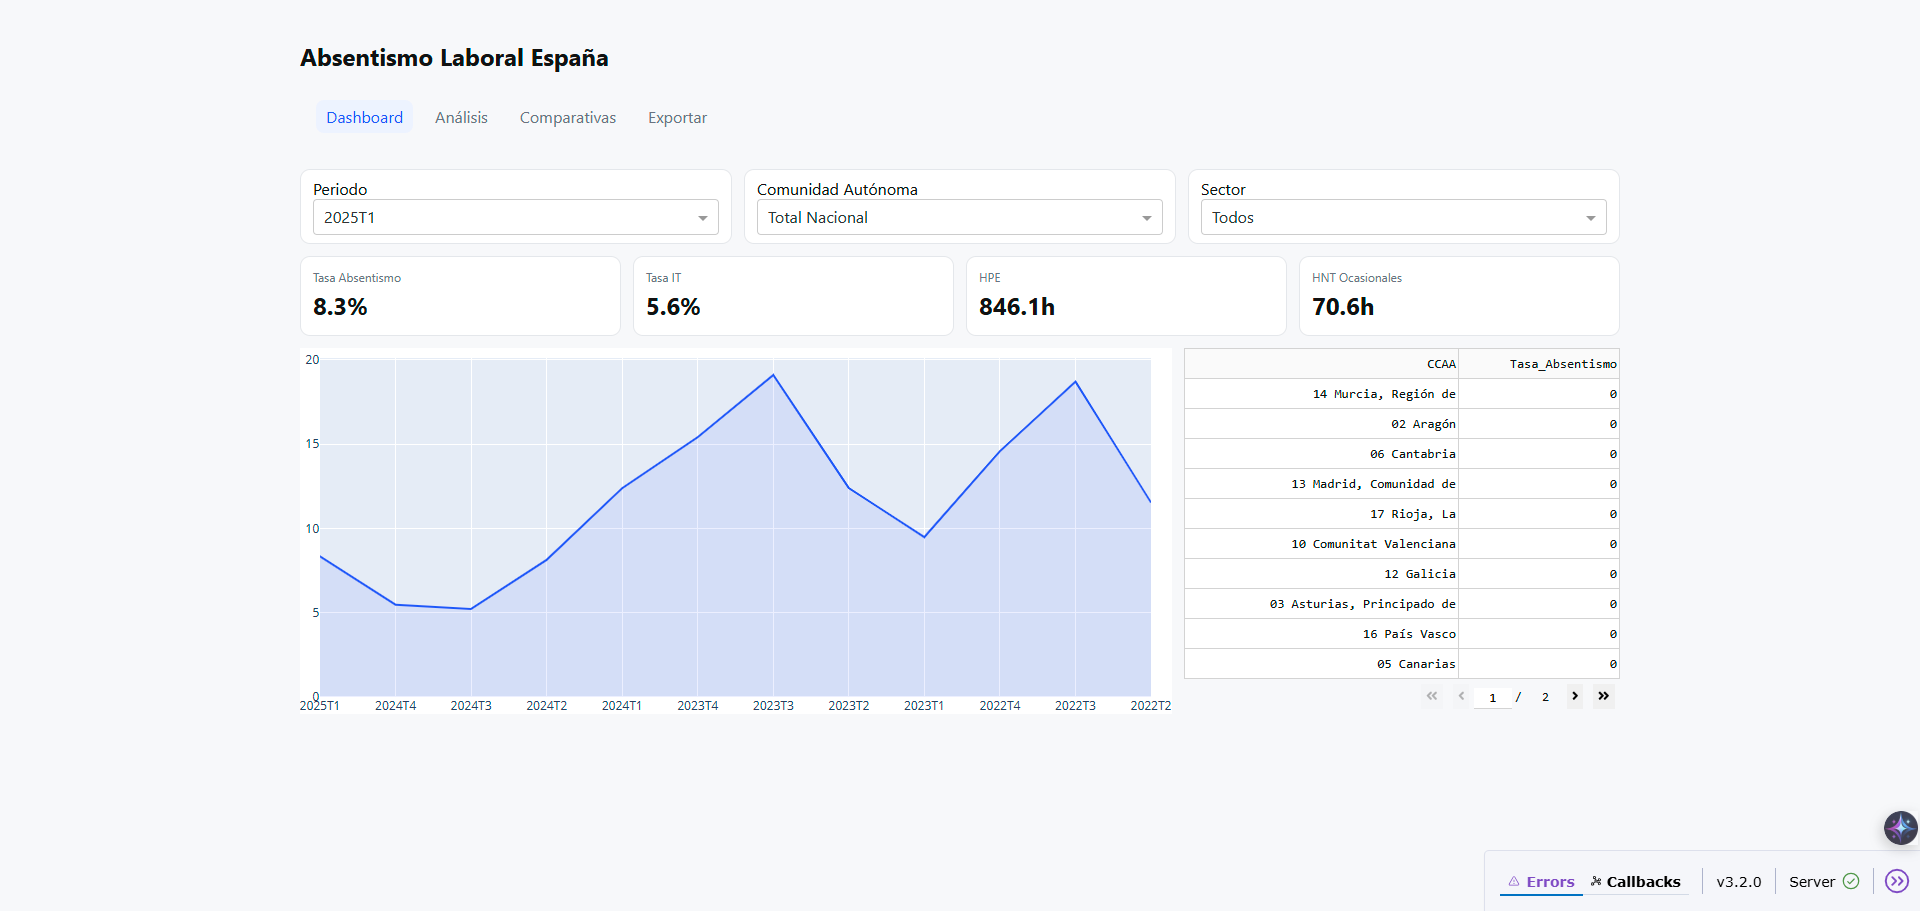 Absentismo Laboral España
Dashboard Análisis Comparativas Exportar
Periodo
2025T1
Comunidad Autónoma
Total Nacional
Sector
Todos
Tasa Absentismo
8.3%
Tasa IT
5.6%
HPE
846.1h
HNT Ocasionales
70.6h
20
15
10
5
0
2025T1 2024T4 2024T3 2024T2 2024T1 2023T4 2023T3 2023T2 2023T1 2022T4 2022T3 2022T2
CCAA Tasa_Absentismo
14 Murcia, Región de 0
02 Aragón 0
06 Cantabria 0
13 Madrid, Comunidad de 0
17 Rioja, La 0
10 Comunitat Valenciana 0
12 Galicia 0
03 Asturias, Principado de 0
16 País Vasco 0
05 Canarias 0
1 / 2
Errors Callbacks v3.2.0 Server